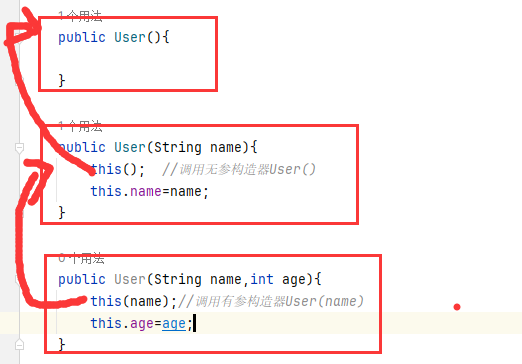 1个用法
public User(){
}
1个用法
public User(String name){
this();  //调用无参构造器User()
this.name=name;
}
0个用法
public User(String name,int age){
this(name);//调用有参构造器User(name)
this.age=age;
}